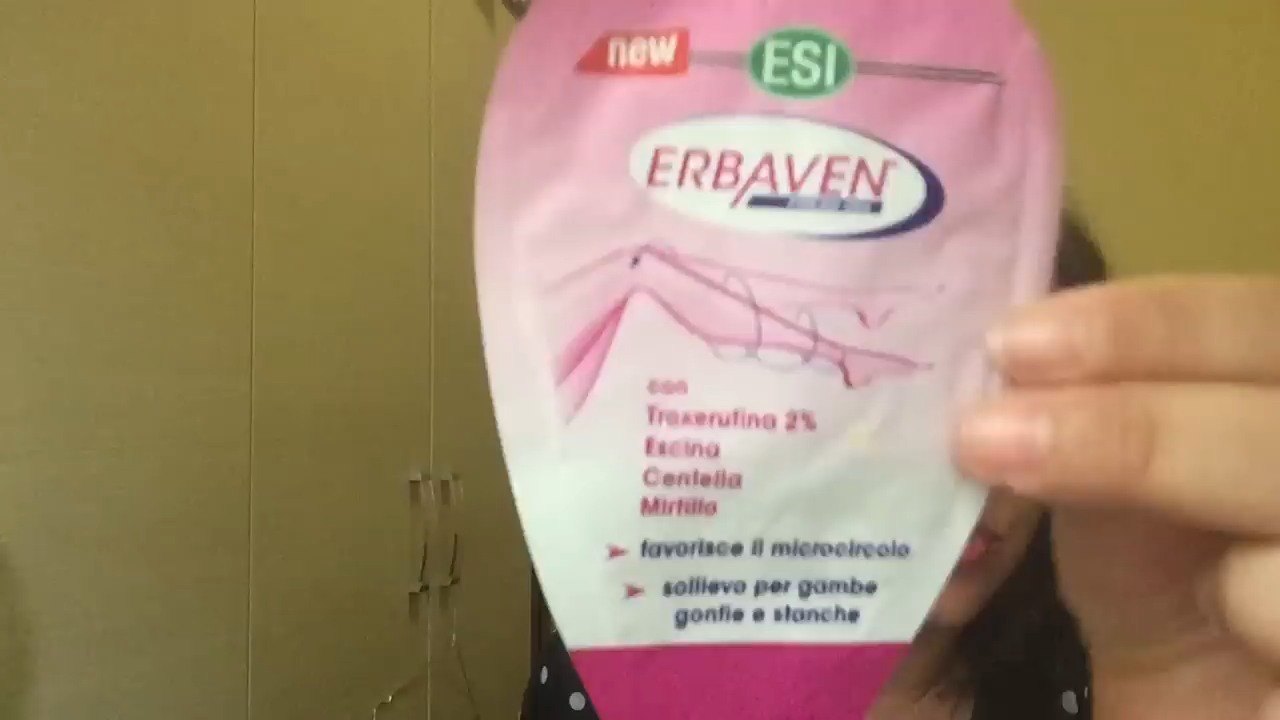 new
ESI
ERBAVEN
con
Troxerutina 2%
Escina
Centella
Mirtillo
favorisce il microcircolo
sollievo per gambe
gonfie e stanche